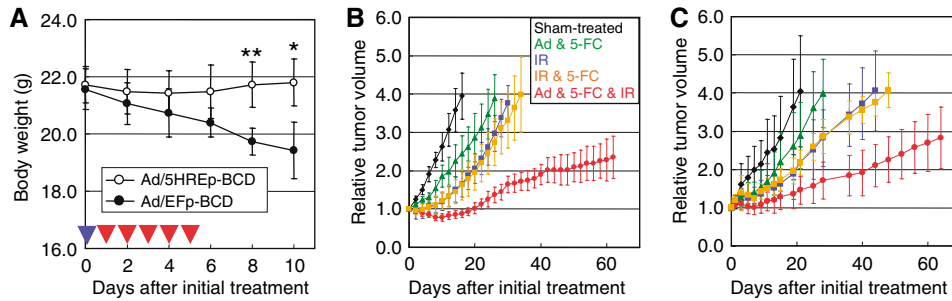 A
Body weight (g)
24.0
22.0
20.0
18.0
16.0
** *
Ad/5HREp-BCD
Ad/EFp-BCD
0 2 4 6 8 10
Days after initial treatment
B
Relative tumor volume
6.0
5.0
4.0
3.0
2.0
1.0
0.0
Sham-treated
Ad & 5-FC
IR
IR & 5-FC
Ad & 5-FC & IR
0 20 40 60
Days after initial treatment
C
Relative tumor volume
6.0
5.0
4.0
3.0
2.0
1.0
0.0
0 20 40 60
Days after initial treatment